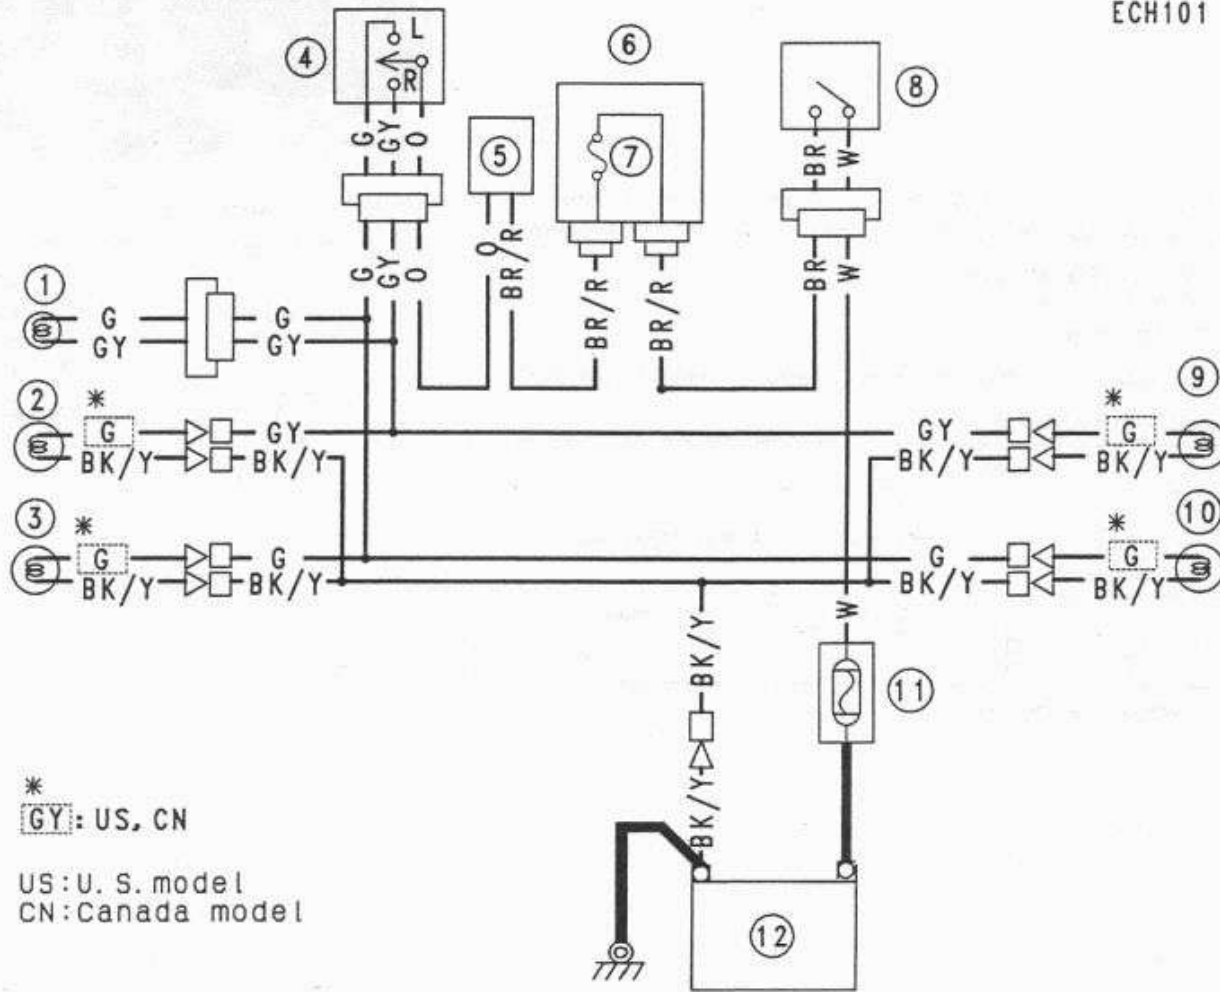 ECH101
4
L
R
6
8
G
GY
O
5
7
BR
W
G
GY
O
O
BR/R
BR/R
BR/R
BR
W
1
G
G
GY
GY
2
*
G
GY
BK/Y
BK/Y
9
*
GY
G
BK/Y
BK/Y
3
*
G
G
BK/Y
BK/Y
10
*
G
G
BK/Y
BK/Y
BK/Y
W
11
BK/Y
12
*
GY: US, CN
US:U. S. model
CN:Canada model